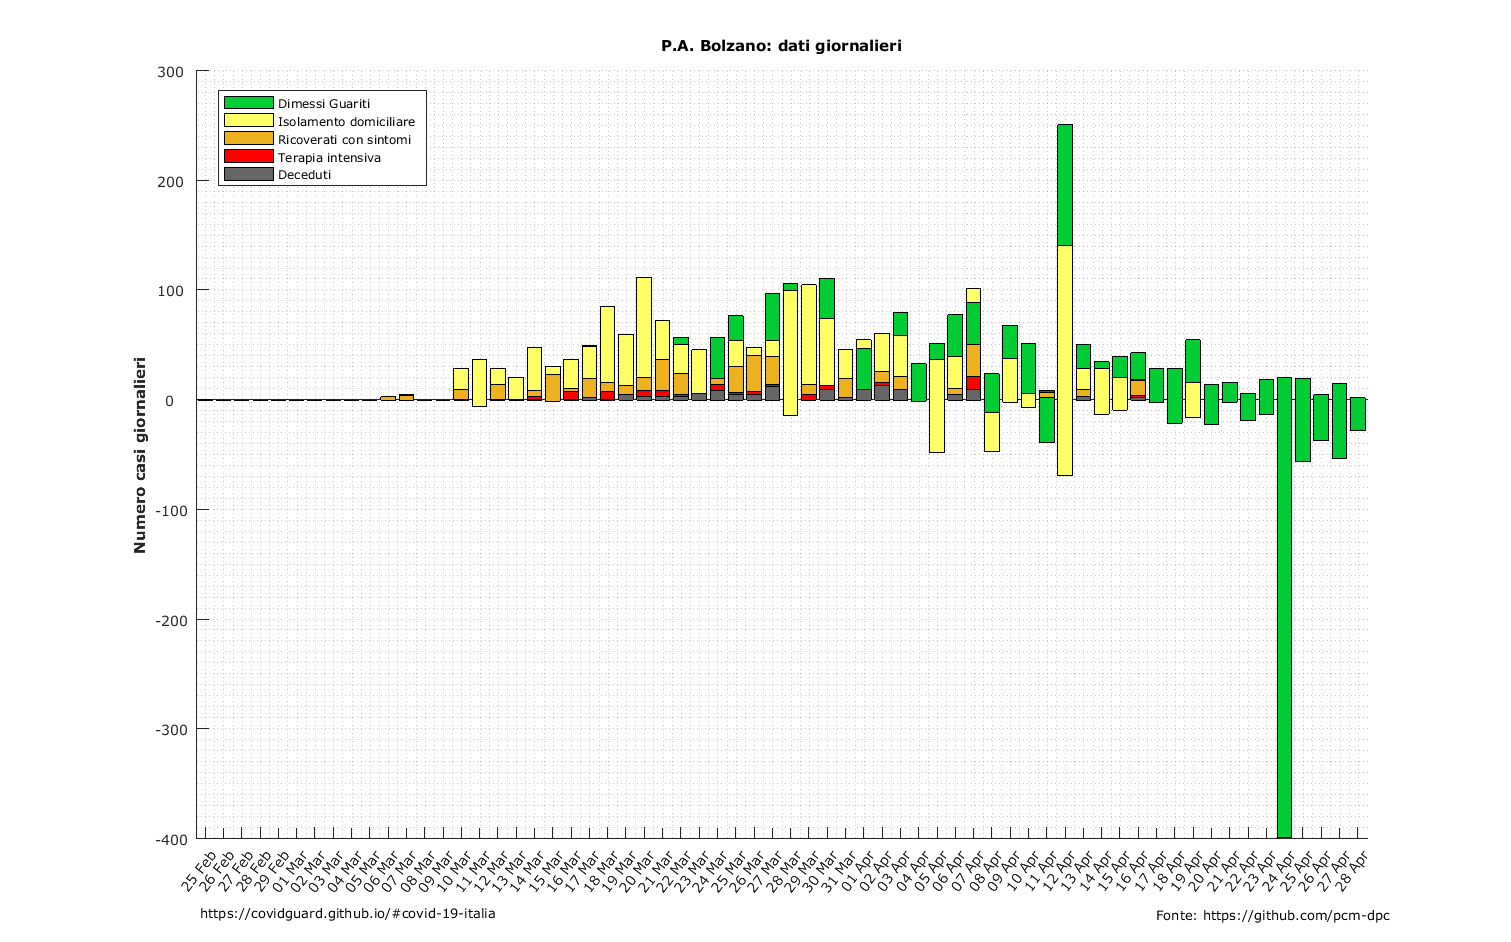 P.A. Bolzano: dati giornalieri
300
200
100
0
-100
-200
-300
-400
Numero casi giornalieri
Dimessi Guariti
Isolamento domiciliare
Ricoverati con sintomi
Terapia intensiva
Deceduti
25 Feb
26 Feb
27 Feb
28 Feb
29 Feb
01 Mar
02 Mar
03 Mar
04 Mar
05 Mar
06 Mar
07 Mar
08 Mar
09 Mar
10 Mar
11 Mar
12 Mar
13 Mar
14 Mar
15 Mar
16 Mar
17 Mar
18 Mar
19 Mar
20 Mar
21 Mar
22 Mar
23 Mar
24 Mar
25 Mar
26 Mar
27 Mar
28 Mar
29 Mar
30 Mar
31 Mar
01 Apr
02 Apr
03 Apr
04 Apr
05 Apr
06 Apr
07 Apr
08 Apr
09 Apr
10 Apr
11 Apr
12 Apr
13 Apr
14 Apr
15 Apr
16 Apr
17 Apr
18 Apr
19 Apr
20 Apr
21 Apr
22 Apr
23 Apr
24 Apr
25 Apr
26 Apr
27 Apr
28 Apr
https://covidguard.github.io/#covid-19-italia
Fonte: https://github.com/pcm-dpc